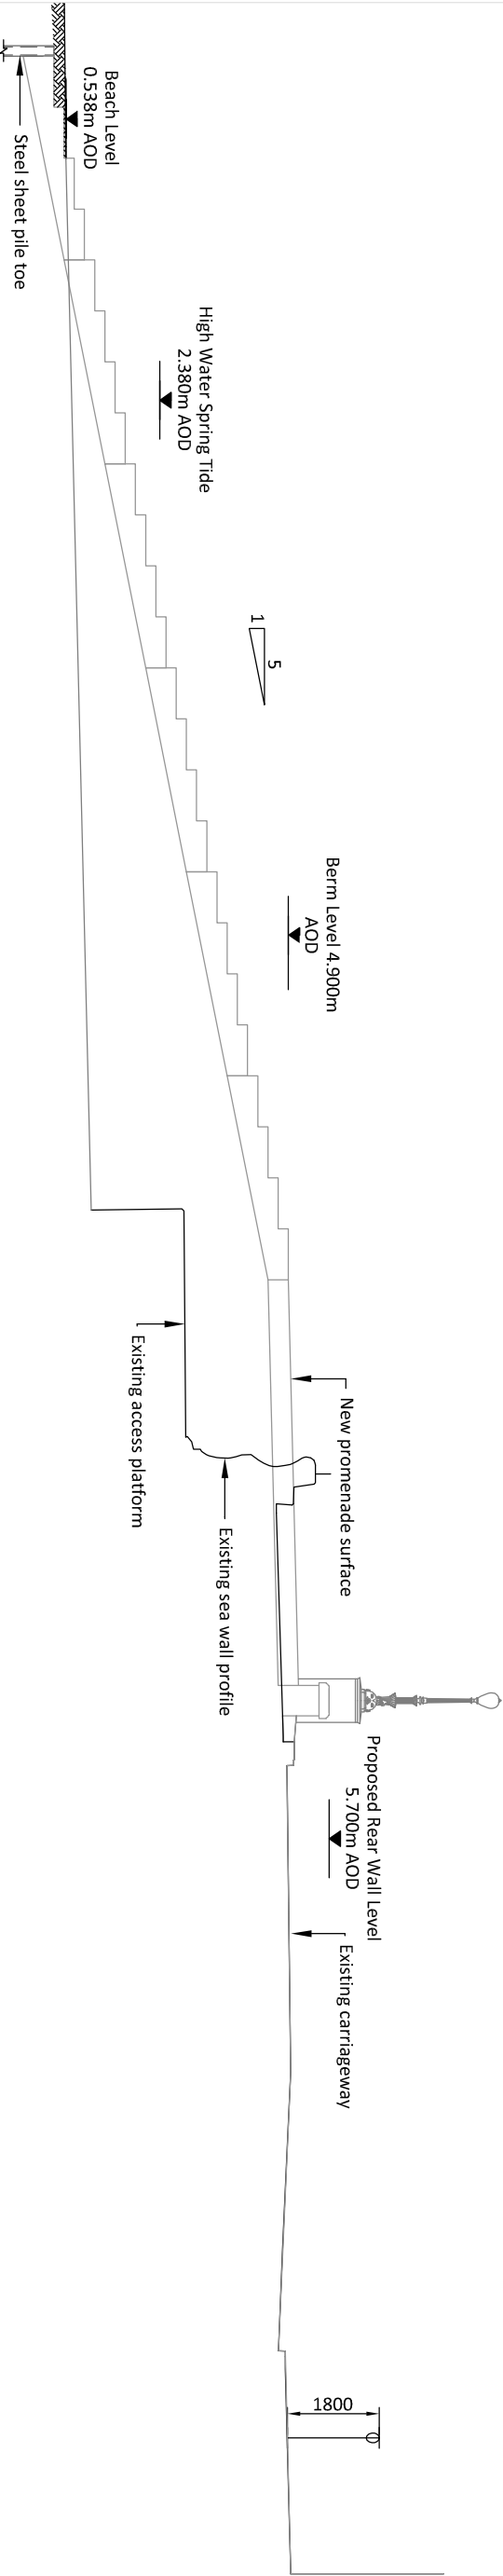 Beach Level
0.538m AOD
Steel sheet pile toe
High Water Spring Tide
2.380m AOD
1
5
Berm Level 4.900m
AOD
New promenade surface
Existing access platform
Existing sea wall profile
Proposed Rear Wall Level
5.700m AOD
Existing carriageway
1800